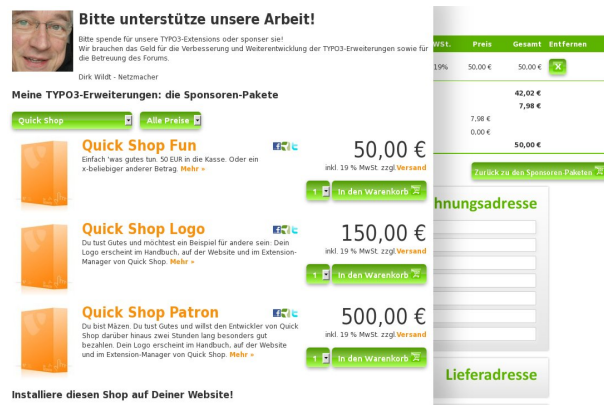 Bitte unterstütze unsere Arbeit!
Bitte spende für unsere TYPO3-Extensions oder sponser sie!
Wir brauchen das Geld für die Verbesserung und Weiterentwicklung der TYPO3-Erweiterungen sowie für
die Betreuung des Forums.
Dirk Wildt - Netzmacher
Meine TYPO3-Erweiterungen: die Sponsoren-Pakete
Quick Shop
Alle Preise
Quick Shop Fun
Einfach 'was gutes tun. 50 EUR in die Kasse. Oder ein
x-beliebiger anderer Betrag. Mehr »
50,00 €
inkl. 19 % MwSt. zzgl.Versand
1 In den Warenkorb
Quick Shop Logo
Du tust Gutes und möchtest ein Beispiel für andere sein: Dein
Logo erscheint im Handbuch, auf der Website und im Extension-
Manager von Quick Shop. Mehr »
150,00 €
inkl. 19 % MwSt. zzgl.Versand
1 In den Warenkorb
Quick Shop Patron
Du bist Mäzen. Du tust Gutes und willst den Entwickler von Quick
Shop darüber hinaus zwei Stunden lang besonders gut
bezahlen. Dein Logo erscheint im Handbuch, auf der Website
und im Extension-Manager von Quick Shop. Mehr »
500,00 €
inkl. 19 % MwSt. zzgl.Versand
1 In den Warenkorb
Installiere diesen Shop auf Deiner Website!
wSt. Preis Gesamt Entfernen
19% 50,00 € 50,00 €
42,02 €
7,98 €
7,98 €
0,00 €
50,00 €
Zurück zu den Sponsoren-Paketen
hnungsadresse
Lieferadresse